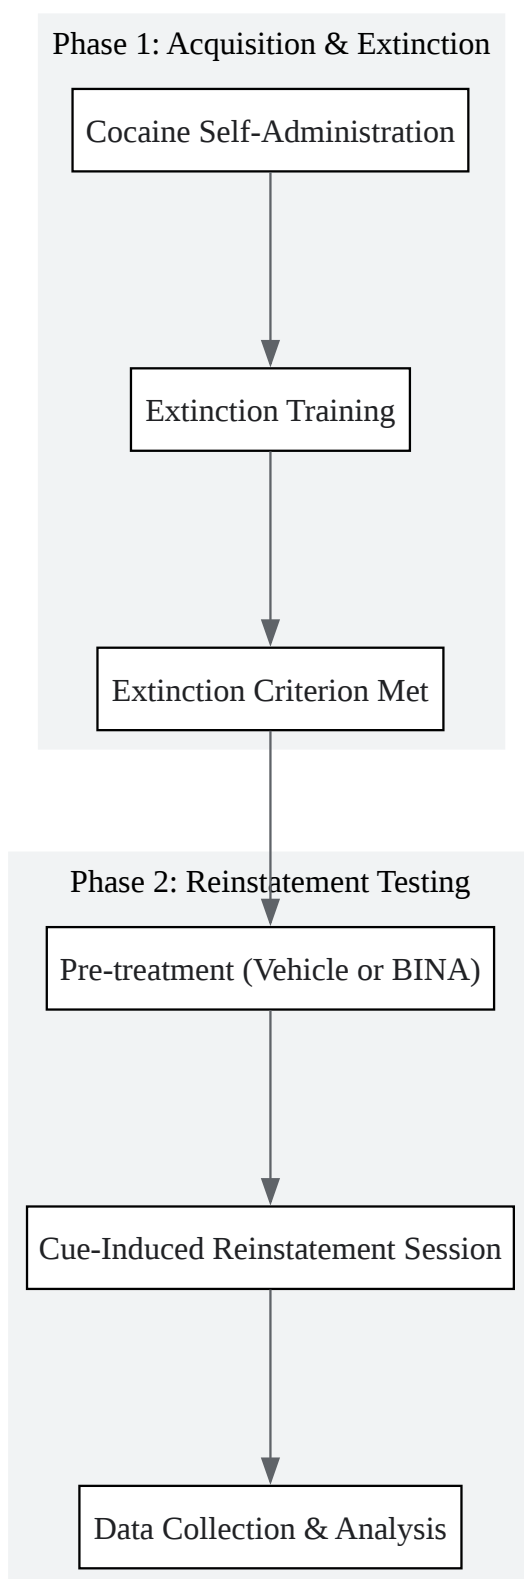 Phase 1: Acquisition & Extinction
Cocaine Self-Administration
Extinction Training
Extinction Criterion Met
Phase 2: Reinstatement Testing
Pre-treatment (Vehicle or BINA)
Cue-Induced Reinstatement Session
Data Collection & Analysis